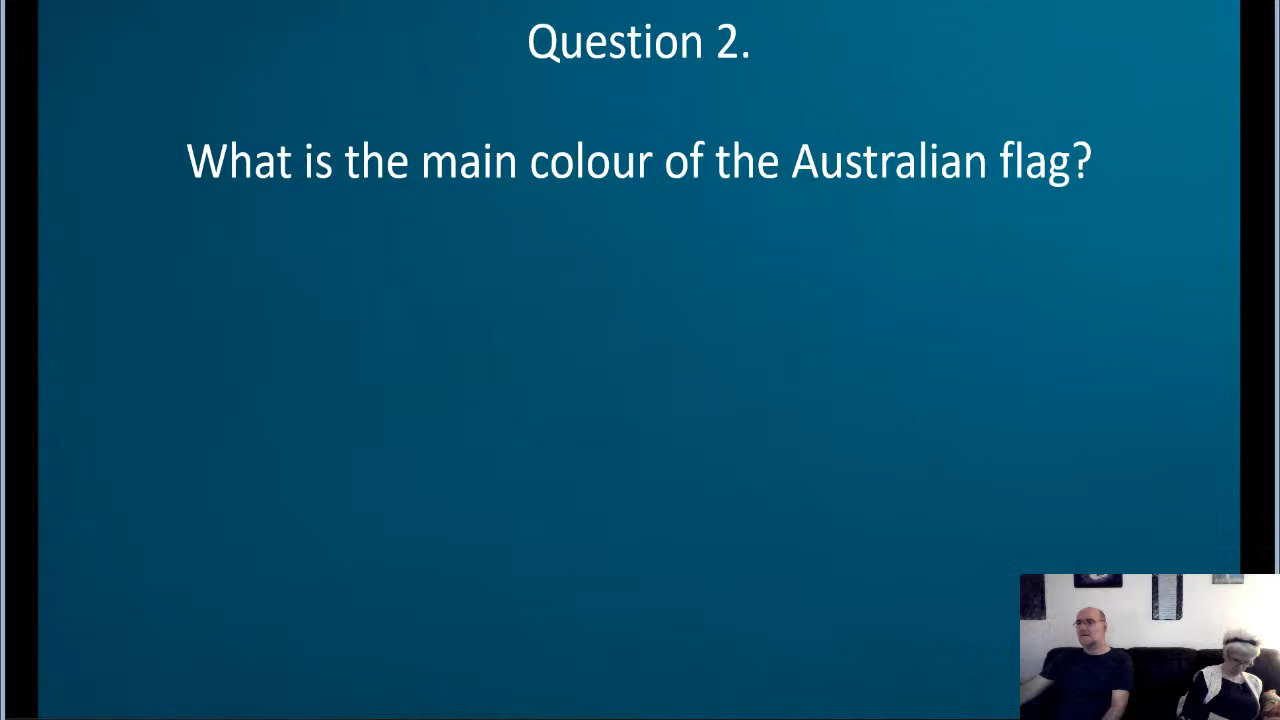 Question 2.
What is the main colour of the Australian flag?